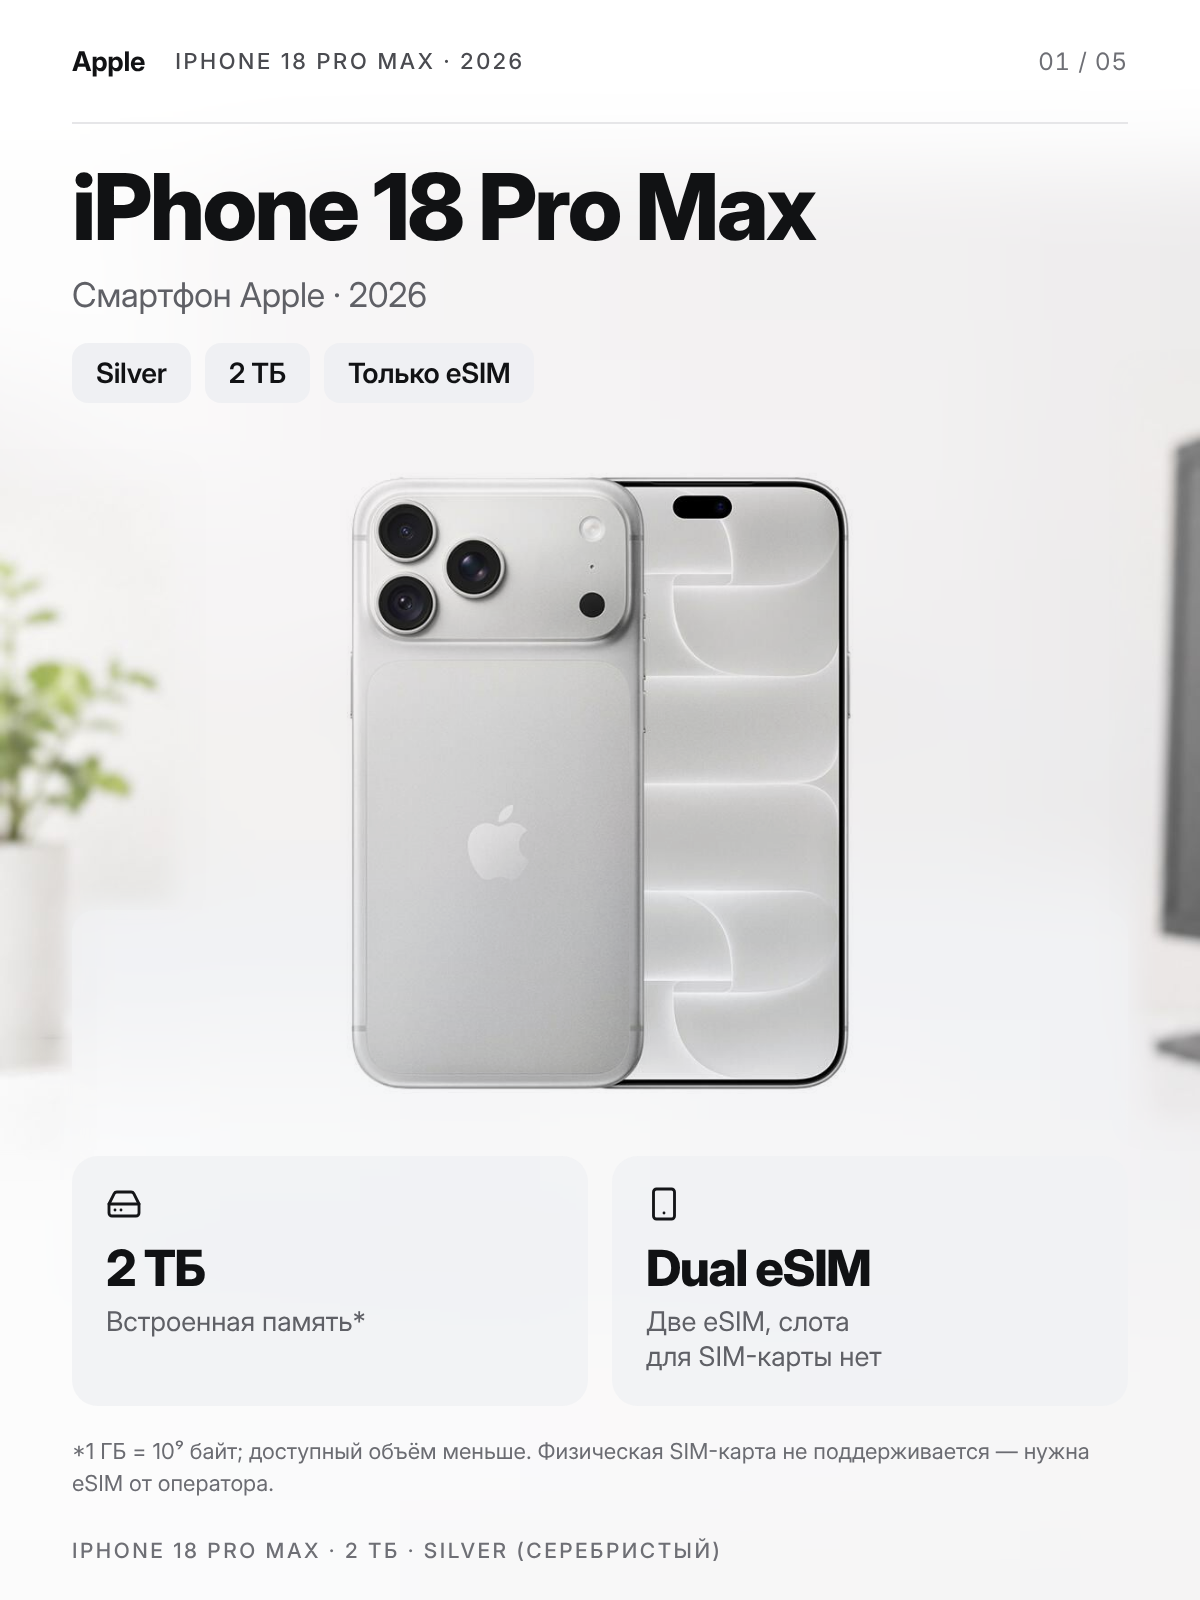 Apple IPHONE 18 PRO MAX · 2026 01 / 05
iPhone 18 Pro Max
Смартфон Apple · 2026
Silver 2 ТБ Только eSIM
2 ТБ
Встроенная память*
Dual eSIM
Две eSIM, слота
для SIM-карты нет
*1 ГБ = 10⁹ байт; доступный объём меньше. Физическая SIM-карта не поддерживается — нужна
eSIM от оператора.
IPHONE 18 PRO MAX · 2 ТБ · SILVER (СЕРЕБРИСТЫЙ)